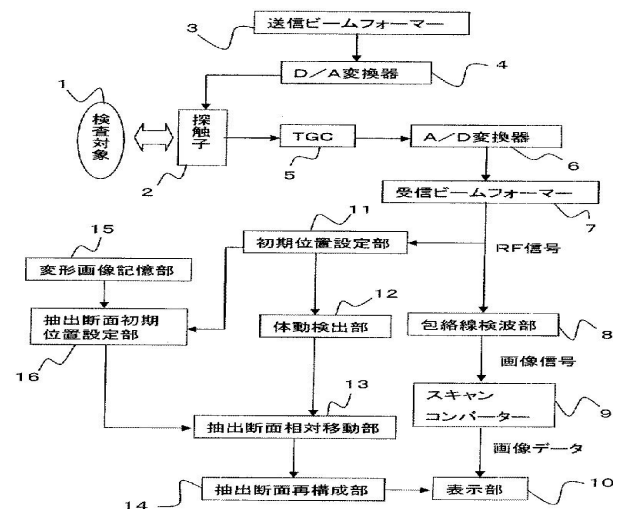 3
送信ビームフォーマー
D/A変換器
4
1
検査対象
探触子
2
TGC
5
A/D変換器
6
受信ビームフォーマー
7
11
初期位置設定部
RF信号
15
変形画像記憶部
抽出断面初期
位置設定部
16
12
体動検出部
包絡線検波部
8
画像信号
スキャン
コンバーター
9
13
抽出断面相対移動部
画像データ
抽出断面再構成部
14
表示部
10